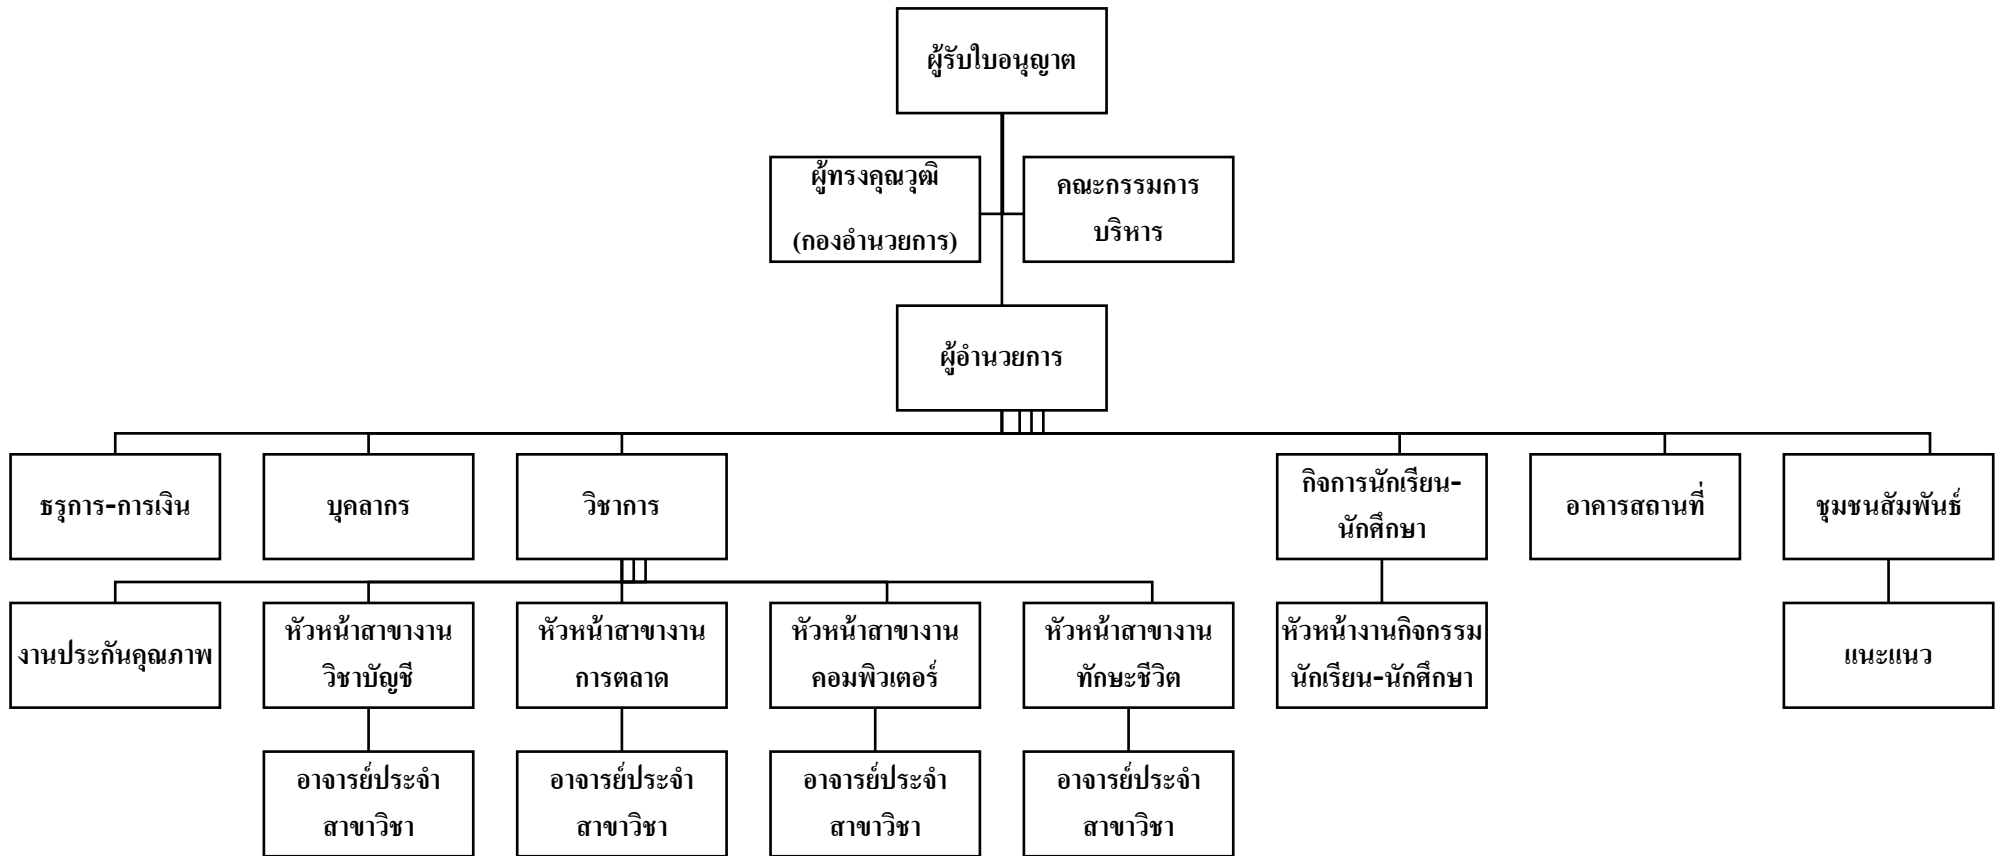 ผู้รับใบอนุญาต
ผู้ทรงคุณวุฒิ
(กองอำนวยการ)
คณะกรรมการ
บริหาร
ผู้อำนวยการ
ธรุการ-การเงิน
บุคลากร
วิชาการ
กิจการนักเรียน-
นักศึกษา
อาคารสถานที่
ชุมชนสัมพันธ์
งานประกันคุณภาพ
หัวหน้าสาขางาน
วิชาบัญชี
หัวหน้าสาขางาน
การตลาด
หัวหน้าสาขางาน
คอมพิวเตอร์
หัวหน้าสาขางาน
ทักษะชีวิต
หัวหน้างานกิจกรรม
นักเรียน-นักศึกษา
แนะแนว
อาจารย์ประจำ
สาขาวิชา
อาจารย์ประจำ
สาขาวิชา
อาจารย์ประจำ
สาขาวิชา
อาจารย์ประจำ
สาขาวิชา